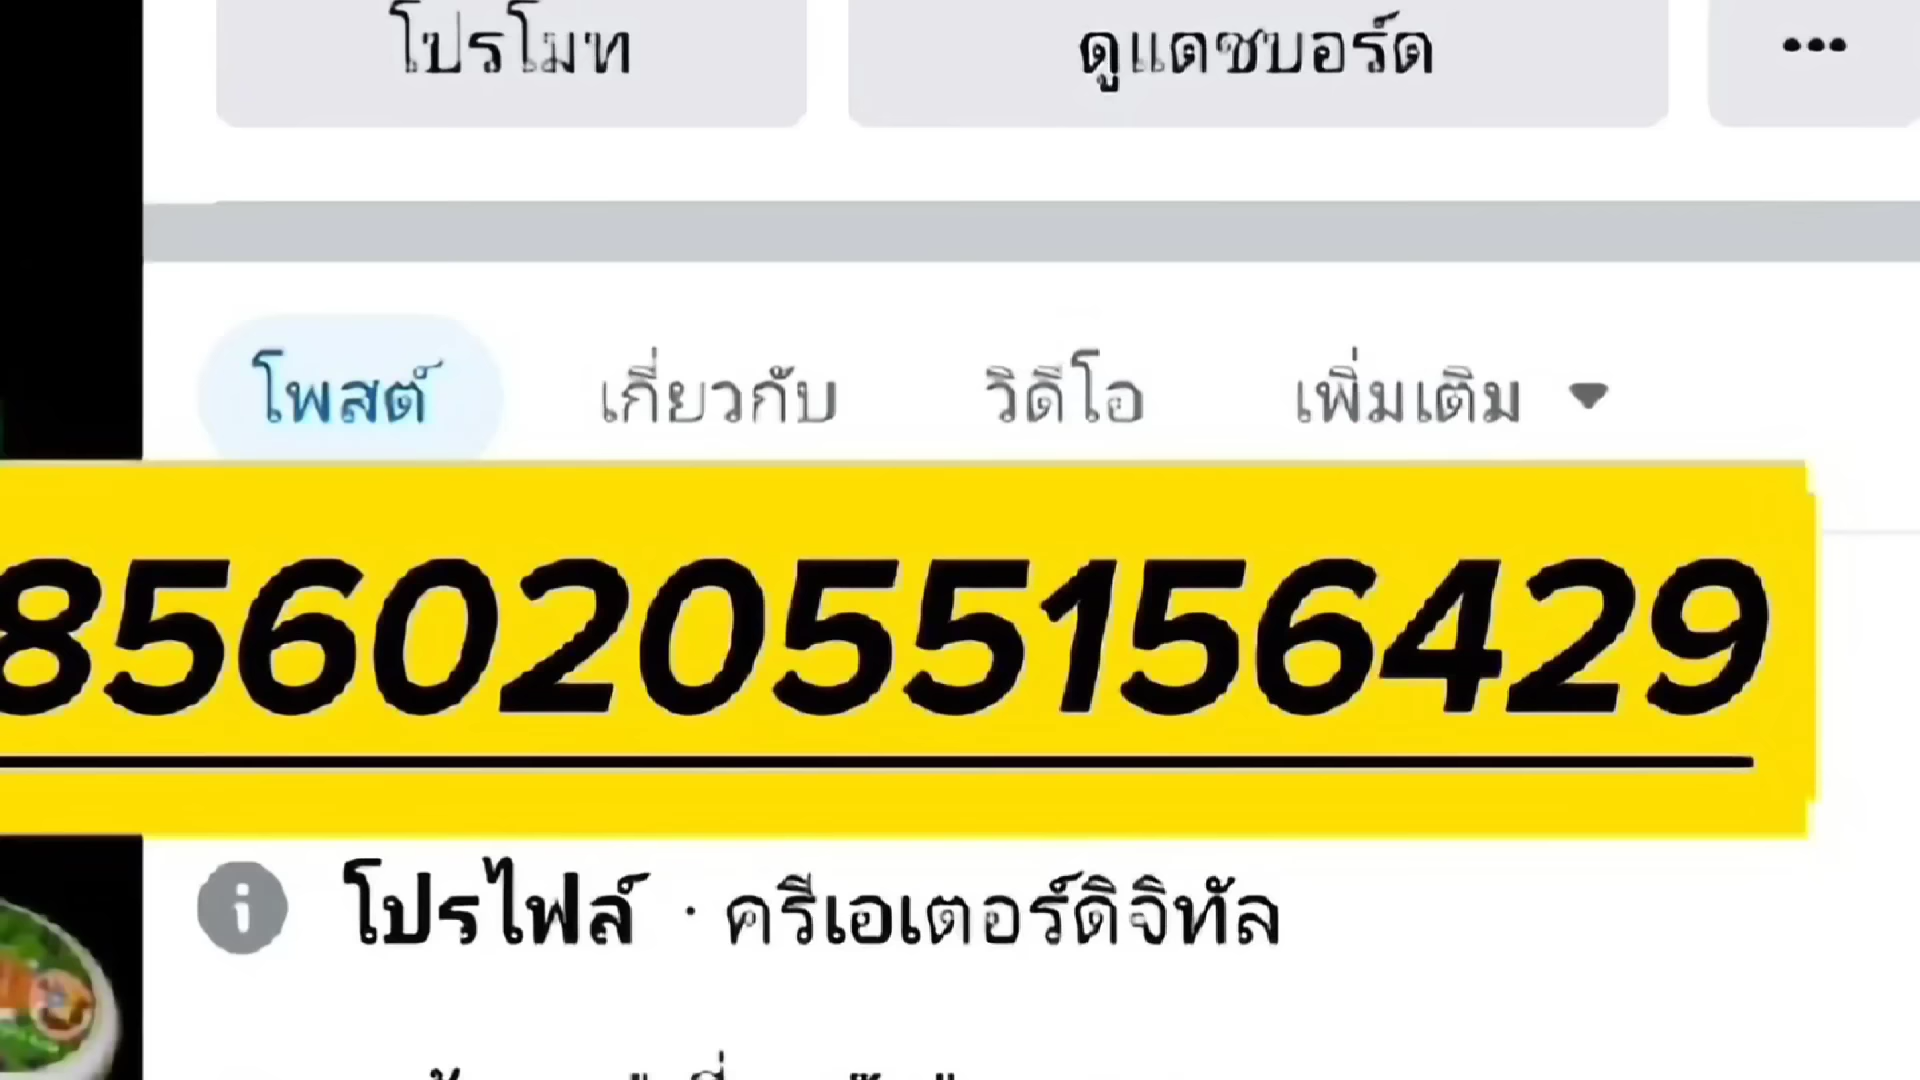 โปรโมท ดูแดชบอร์ด •••
โพสต์ เกี่ยวกับ วิดีโอ เพิ่มเติม
85602055156429
โปรไฟล์ · ครีเอเตอร์ดิจิทัล